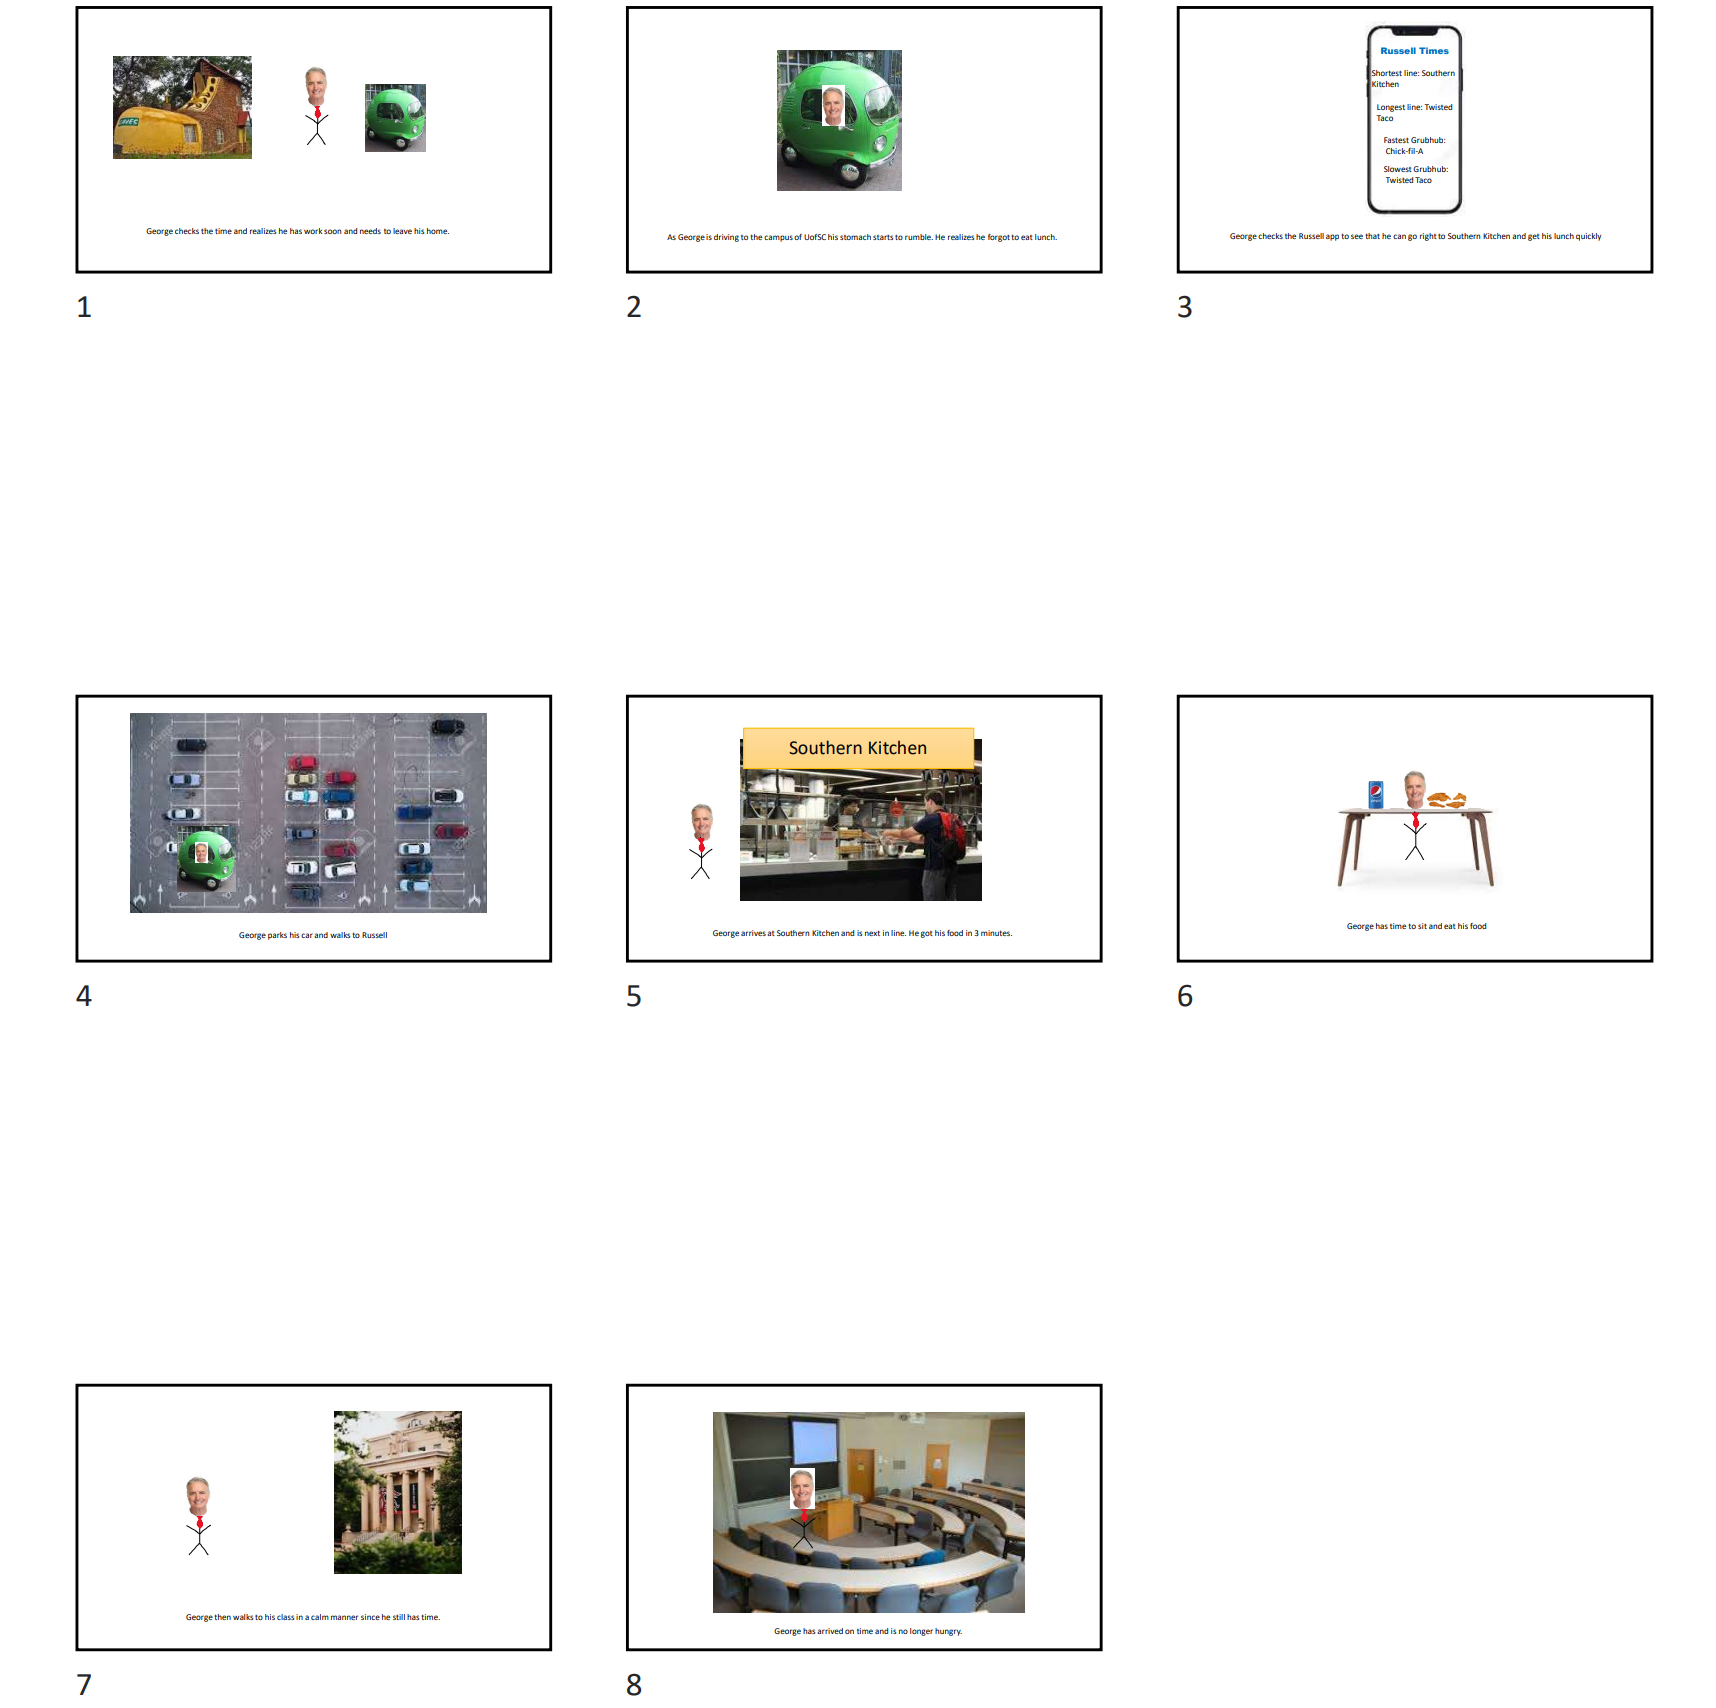 George checks the time and realizes he has work soon and needs to leave his home.
1
As George is driving to the campus of UofSC his stomach starts to rumble. He realizes he forgot to eat lunch.
2
Russell Times
Shortest line: Southern
Kitchen
Longest line: Twisted
Taco
Fastest Grubhub:
Chick-fil-A
Slowest Grubhub:
Twisted Taco
George checks the Russell app to see that he can go right to Southern Kitchen and get his lunch quickly
3
George parks his car and walks to Russell
4
Southern Kitchen
George arrives at Southern Kitchen and is next in line. He got his food in 3 minutes.
5
George has time to sit and eat his food
6
George then walks to his class in a calm manner since he still has time.
7
George has arrived on time and is no longer hungry.
8